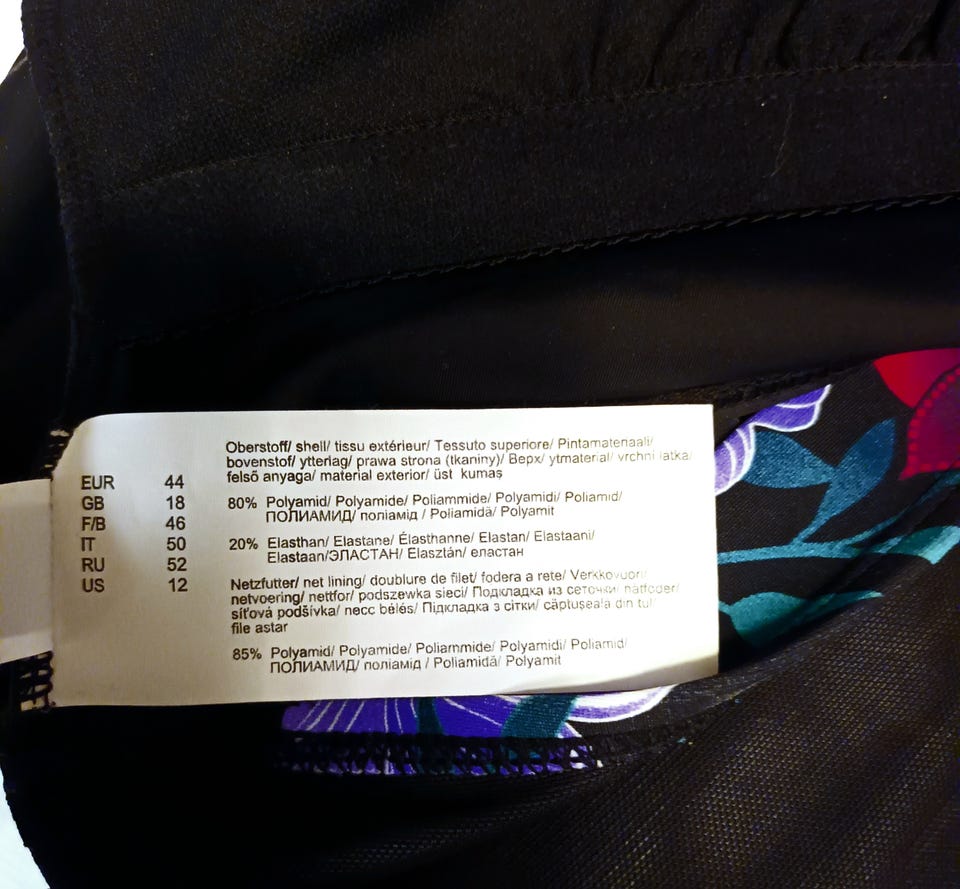 Oberstoff/ shell/ tissu extérieur/ Tessuto superiore/ Pintamateriaali/
bovenstof/ ytterlag/ prawa strona (tkaniny)/ Верх/ ytmaterial/ vrchní látka/
felső anyaga/ material exterior/ üst kumaş
EUR 44
GB 18
F/B 46
IT 50
RU 52
US 12
80% Polyamid/ Polyamide/ Poliammide/ Polyamidi/ Poliamid/
ПОЛИАМИД/ поліамід / Poliamidă/ Polyamit
20% Elasthan/ Elastane/ Élasthanne/ Elastan/ Elastaani/
Elastaan/ЭЛАСТАН/ Elasztán/ еластан
Netzfutter/ net lining/ doublure de filet/ fodera a rete/ Verkkovuori/
netvoering/ nettfor/ podszewka sieci/ Подкладка из сеточки/ nätfoder/
síťová podšívka/ necc bélés/ Підкладка з сітки/ căptuşeala din tul/
file astar
85% Polyamid/ Polyamide/ Poliammide/ Polyamidi/ Poliamid/
ПОЛИАМИД/ поліамід / Poliamidă/ Polyamit